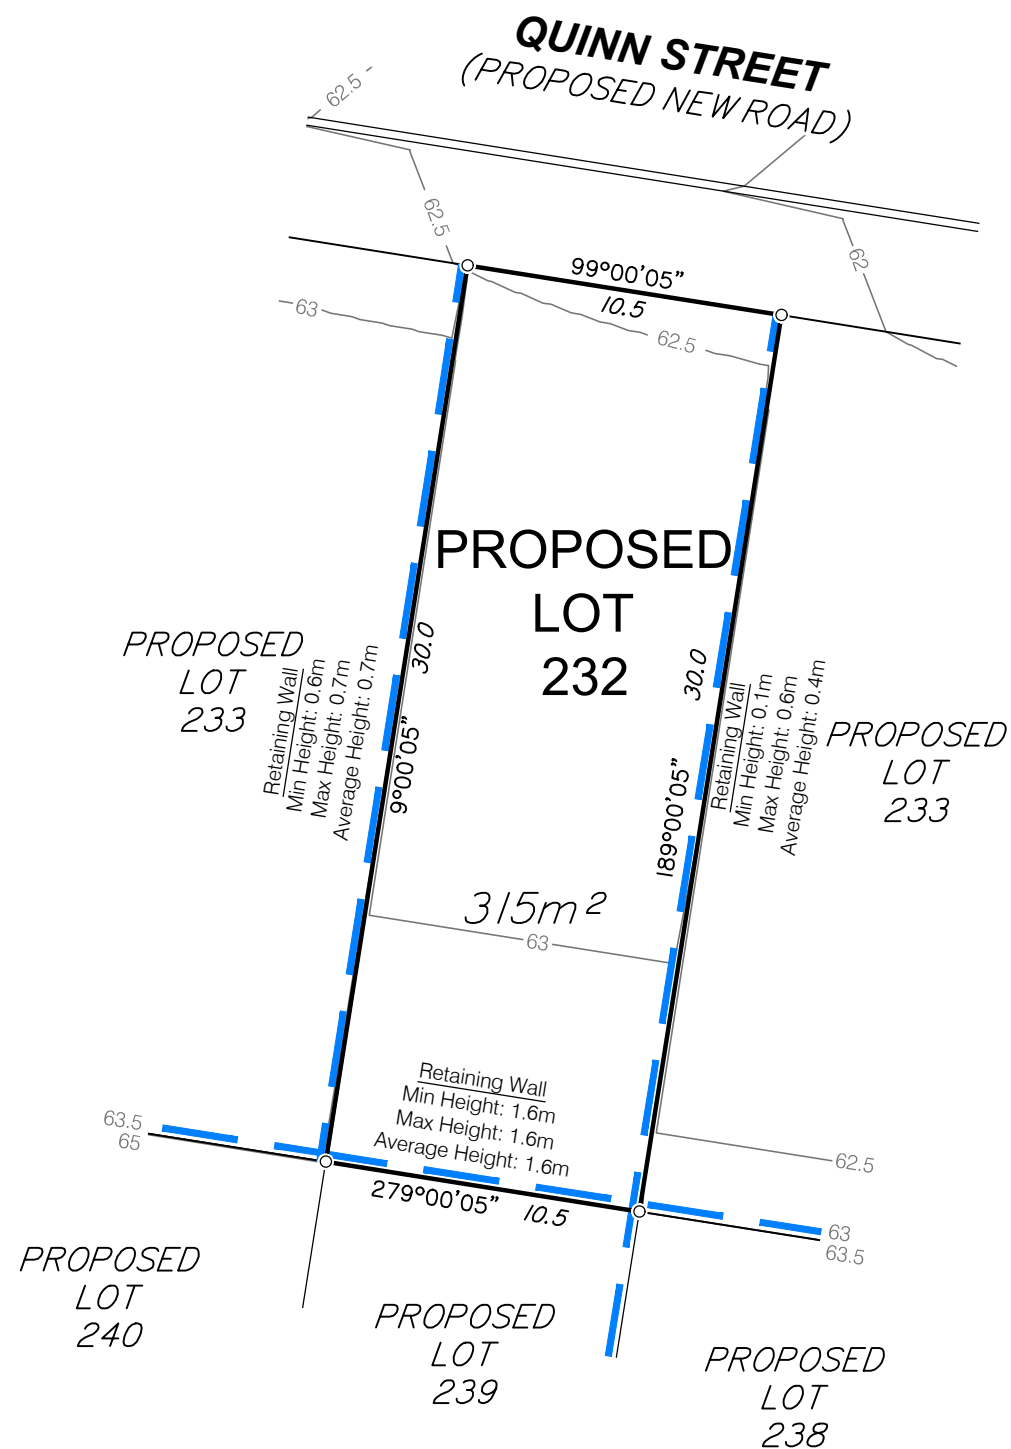 QUINN STREET
(PROPOSED NEW ROAD)
62.5
62.5
62
99°00'05"
10.5
63
62.5
PROPOSED
LOT
232
PROPOSED
LOT
233
Retaining Wall
Min Height: 0.6m
Max Height: 0.7m
Average Height: 0.7m
30.0
9°00'05"
30.0
189°00'05"
Retaining Wall
Min Height: 0.1m
Max Height: 0.6m
Average Height: 0.4m
PROPOSED
LOT
233
315m²
63
Retaining Wall
Min Height: 1.6m
Max Height: 1.6m
Average Height: 1.6m
63.5
65
62.5
279°00'05"
10.5
63
63.5
PROPOSED
LOT
240
PROPOSED
LOT
239
PROPOSED
LOT
238